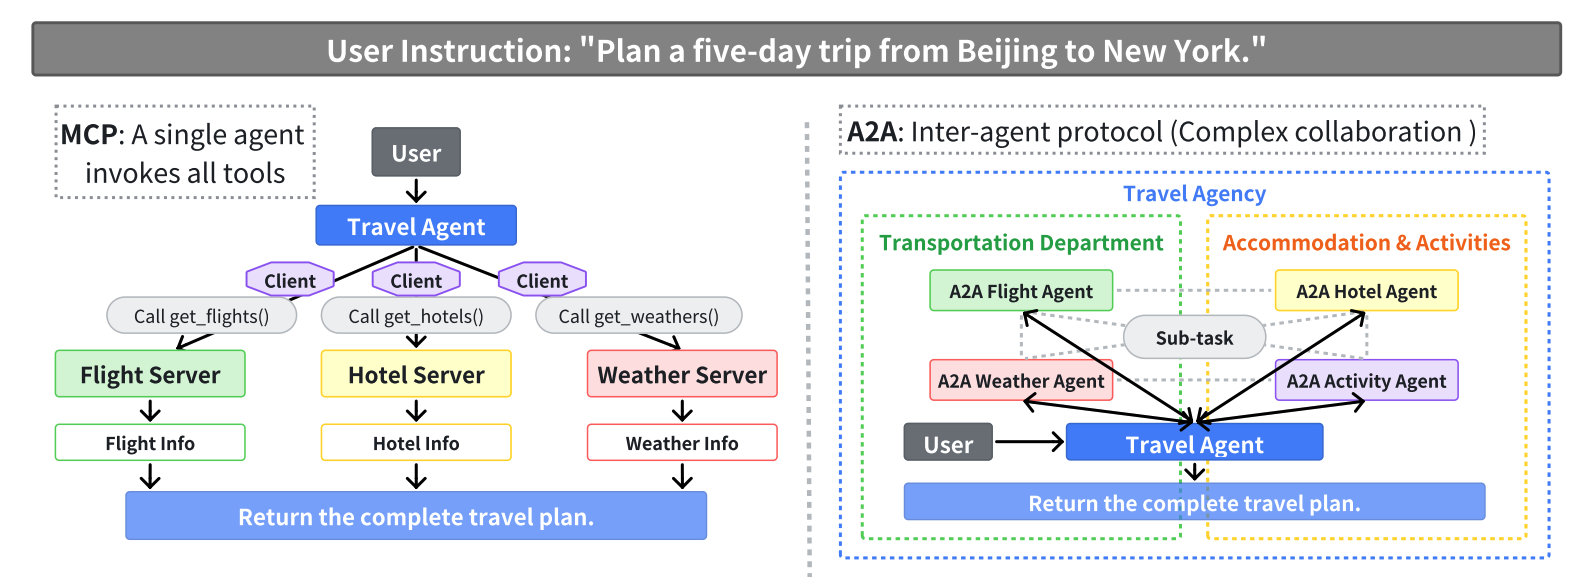 User Instruction: "Plan a five-day trip from Beijing to New York."
MCP: A single agent
invokes all tools
User
Travel Agent
Client
Client
Client
Call get_flights()
Call get_hotels()
Call get_weathers()
Flight Server
Hotel Server
Weather Server
Flight Info
Hotel Info
Weather Info
Return the complete travel plan.
A2A: Inter-agent protocol (Complex collaboration )
Travel Agency
Transportation Department
Accommodation & Activities
A2A Flight Agent
A2A Hotel Agent
Sub-task
A2A Weather Agent
A2A Activity Agent
User
Travel Agent
Return the complete travel plan.